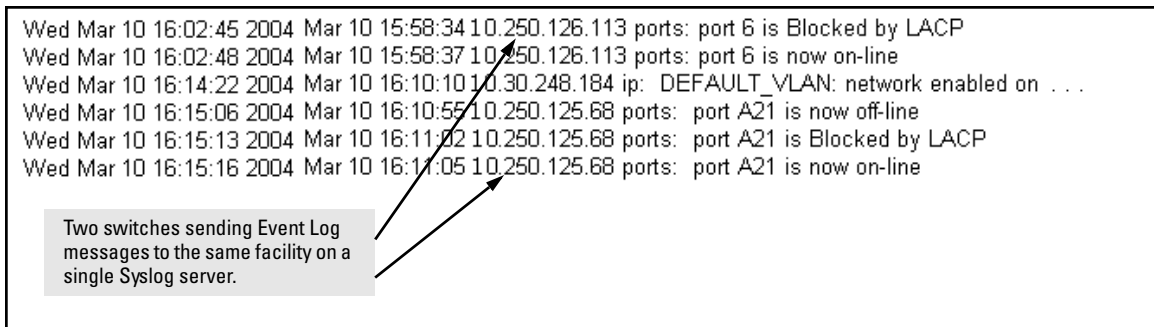 Wed Mar 10 16:02:45 2004 Mar 10 15:58:34 10.250.126.113 ports: port 6 is Blocked by LACP
Wed Mar 10 16:02:48 2004 Mar 10 15:58:37 10.250.126.113 ports: port 6 is now on-line
Wed Mar 10 16:14:22 2004 Mar 10 16:10:10 10.30.248.184 ip: DEFAULT_VLAN: network enabled on . . .
Wed Mar 10 16:15:06 2004 Mar 10 16:10:55 10.250.125.68 ports: port A21 is now off-line
Wed Mar 10 16:15:13 2004 Mar 10 16:11:02 10.250.125.68 ports: port A21 is Blocked by LACP
Wed Mar 10 16:15:16 2004 Mar 10 16:11:05 10.250.125.68 ports: port A21 is now on-line
Two switches sending Event Log
messages to the same facility on a
single Syslog server.